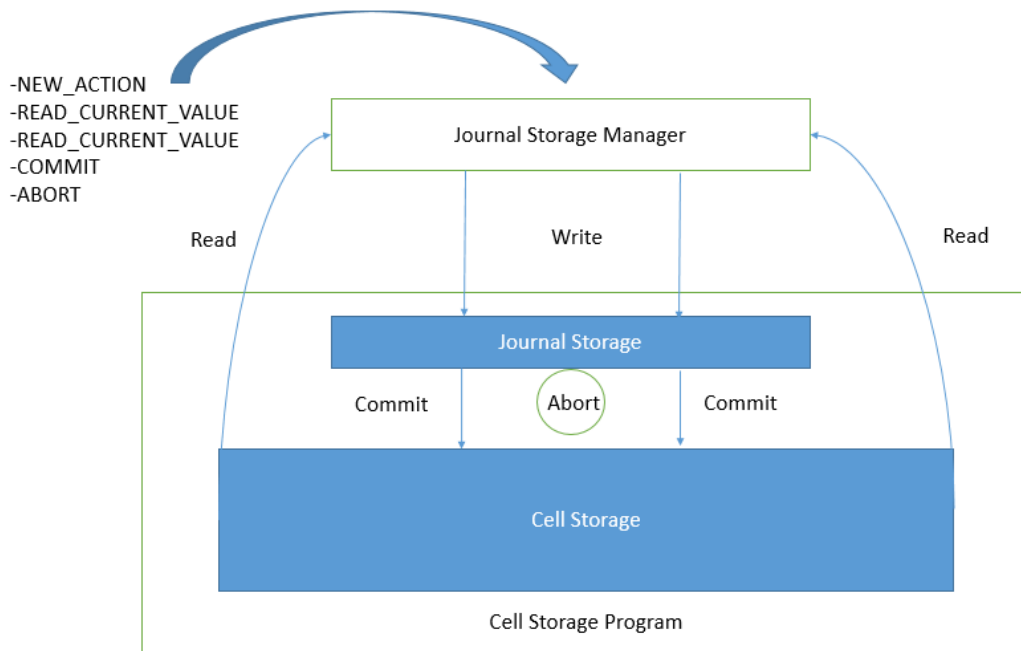 -NEW_ACTION
-READ_CURRENT_VALUE
-READ_CURRENT_VALUE
-COMMIT
-ABORT
Journal Storage Manager
Read
Write
Read
Journal Storage
Commit
Abort
Commit
Cell Storage
Cell Storage Program